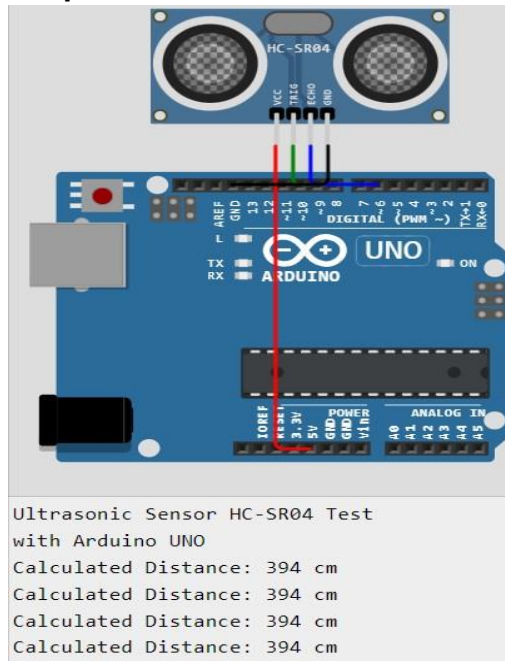 HC-SR04
VCC TRIG ECHO GND
AREF GND 13 12 ~11 ~10 ~9 8 7 ~6 ~5 4 ~3 2 TX→1 RX←0
DIGITAL (PWM ~)
L
UNO
TX
RX
ON
ARDUINO
IOREF RESET 3.3V 5V GND GND Vin
POWER
ANALOG IN
A0 A1 A2 A3 A4 A5
Ultrasonic Sensor HC-SR04 Test
with Arduino UNO
Calculated Distance: 394 cm
Calculated Distance: 394 cm
Calculated Distance: 394 cm
Calculated Distance: 394 cm